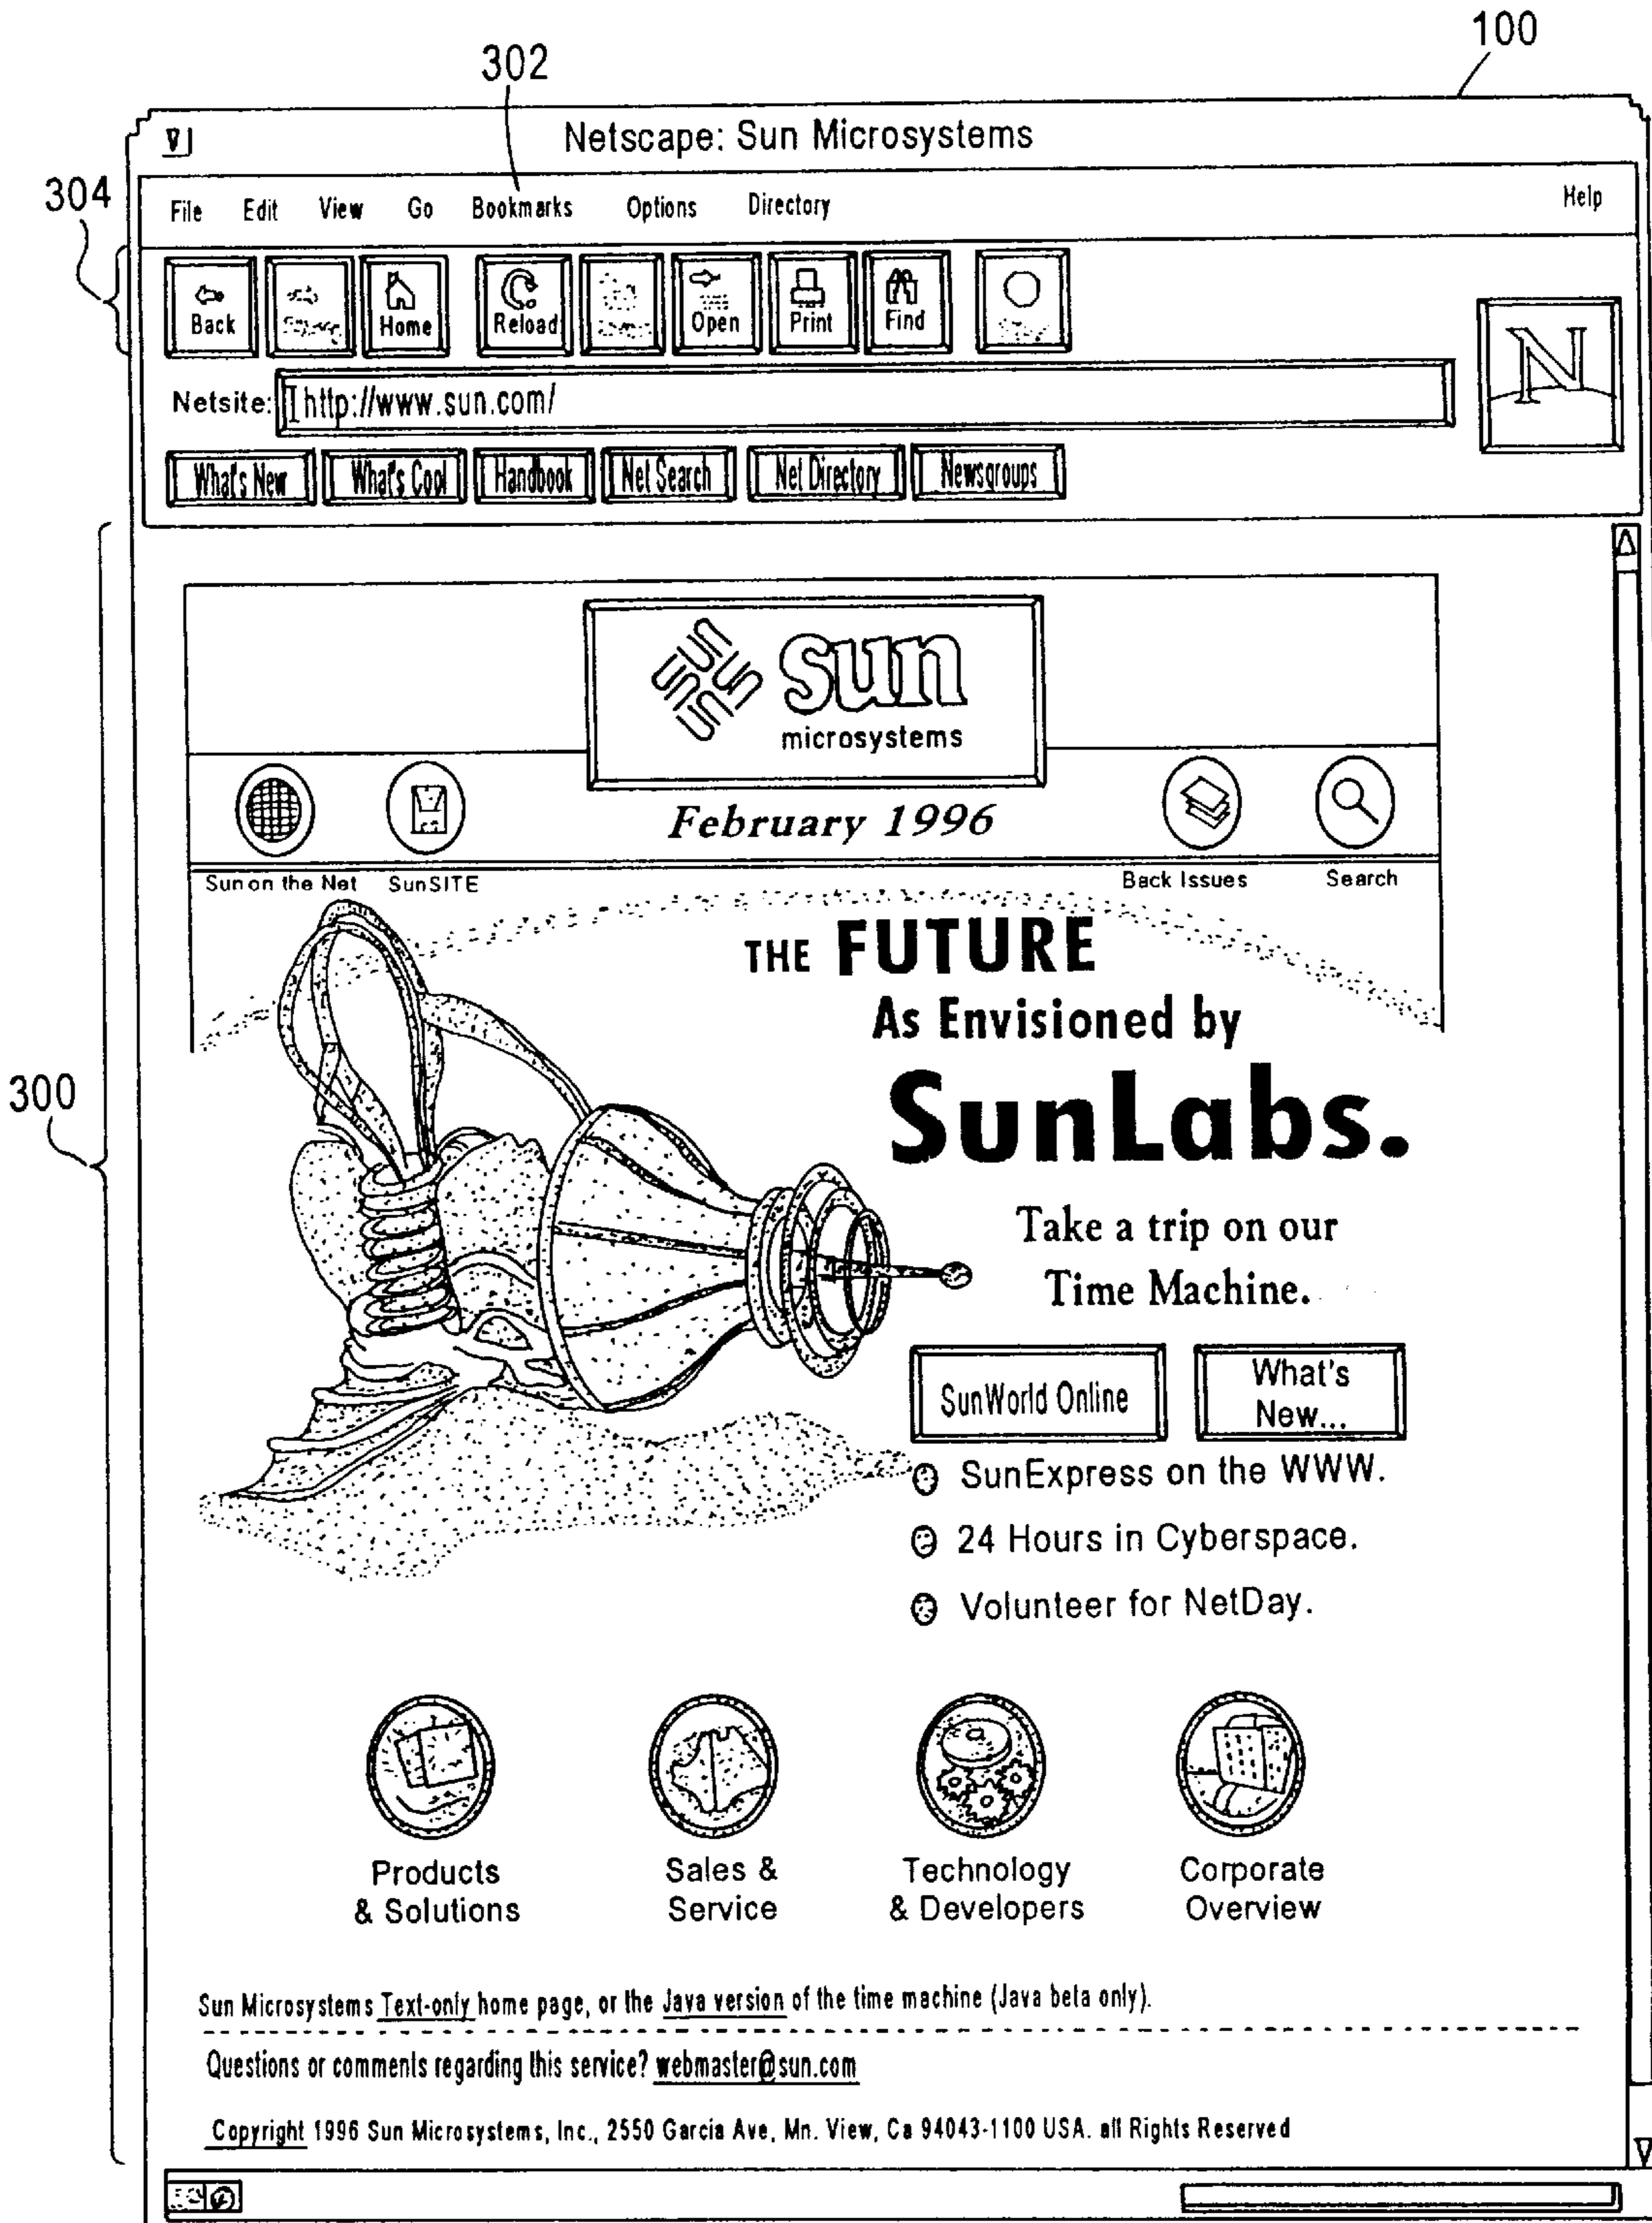 100
302
Netscape: Sun Microsystems
304
File Edit View Go Bookmarks Options Directory Help
Back Home Reload Open Print Find
N
Netsite: http://www.sun.com/
What's New What's Cool Handbook Net Search Net Directory Newsgroups
sun
microsystems
February 1996
Sun on the Net SunSITE Back Issues Search
THE FUTURE
As Envisioned by
SunLabs.
300
Take a trip on our
Time Machine.
SunWorld Online
What's
New...
SunExpress on the WWW.
24 Hours in Cyberspace.
Volunteer for NetDay.
Products
& Solutions
Sales &
Service
Technology
& Developers
Corporate
Overview
Sun Microsystems Text-only home page, or the Java version of the time machine (Java beta only).
Questions or comments regarding this service? webmaster@sun.com
Copyright 1996 Sun Microsystems, Inc., 2550 Garcia Ave, Mn. View, Ca 94043-1100 USA. all Rights Reserved